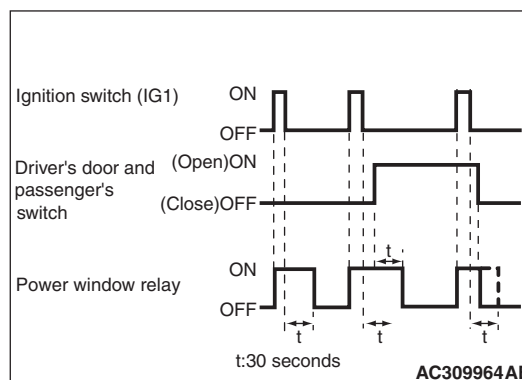 Ignition switch (IG1)
ON
OFF
Driver's door and
passenger's
switch
(Open)ON
(Close)OFF
t
Power window relay
ON
OFF
t
t
t
t:30 seconds